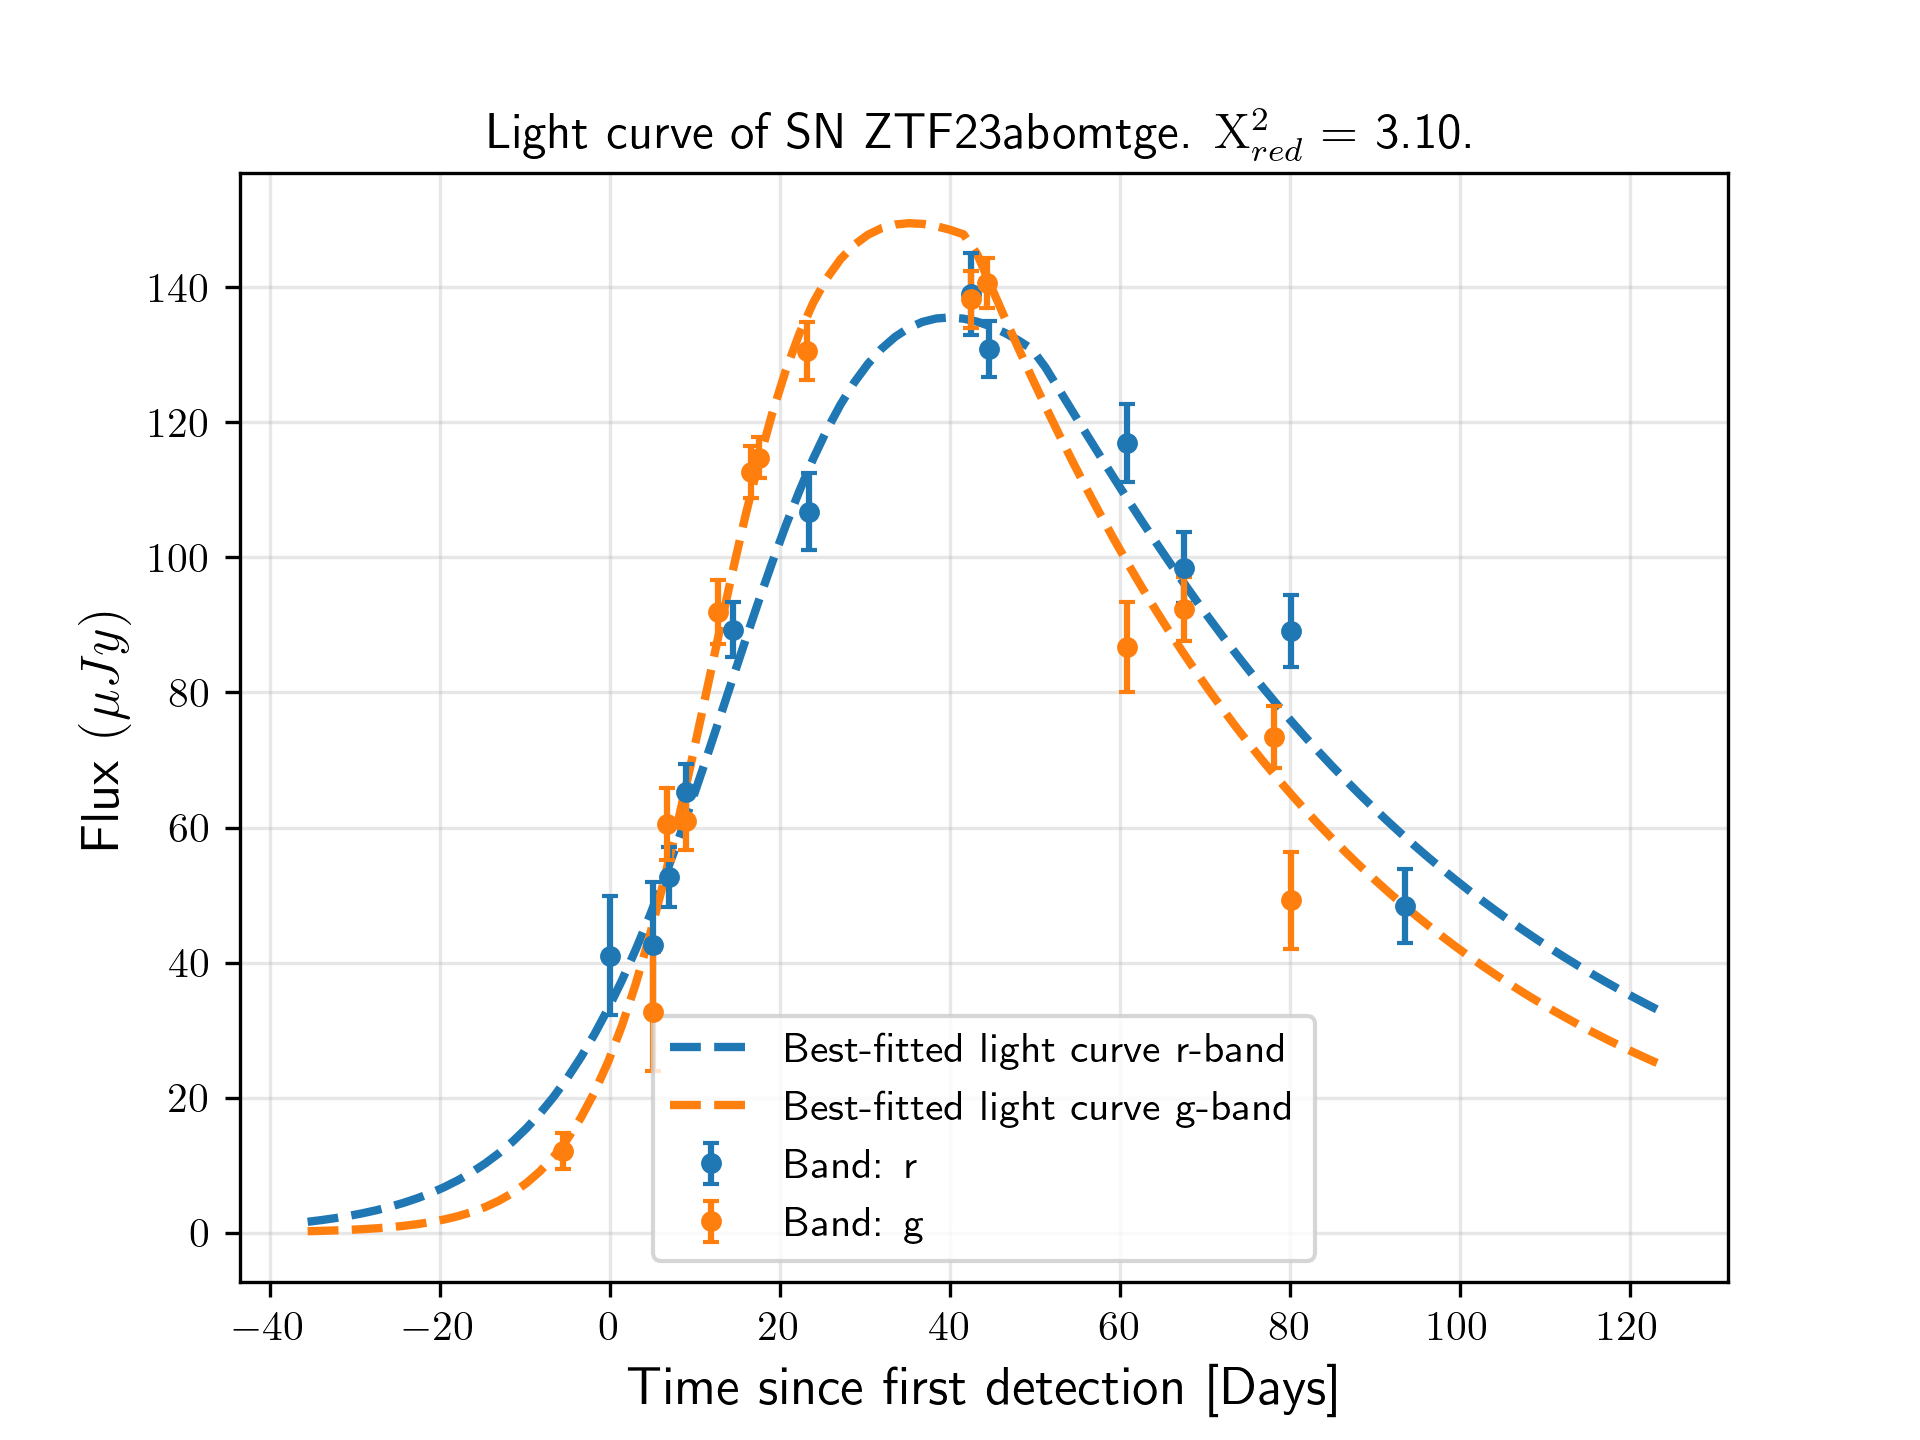 Light curve of SN ZTF23abomtge. X²_red = 3.10.
Flux (μJy)
140
120
100
80
60
40
20
0
Best-fitted light curve r-band
Best-fitted light curve g-band
Band: r
Band: g
−40 −20 0 20 40 60 80 100 120
Time since first detection [Days]